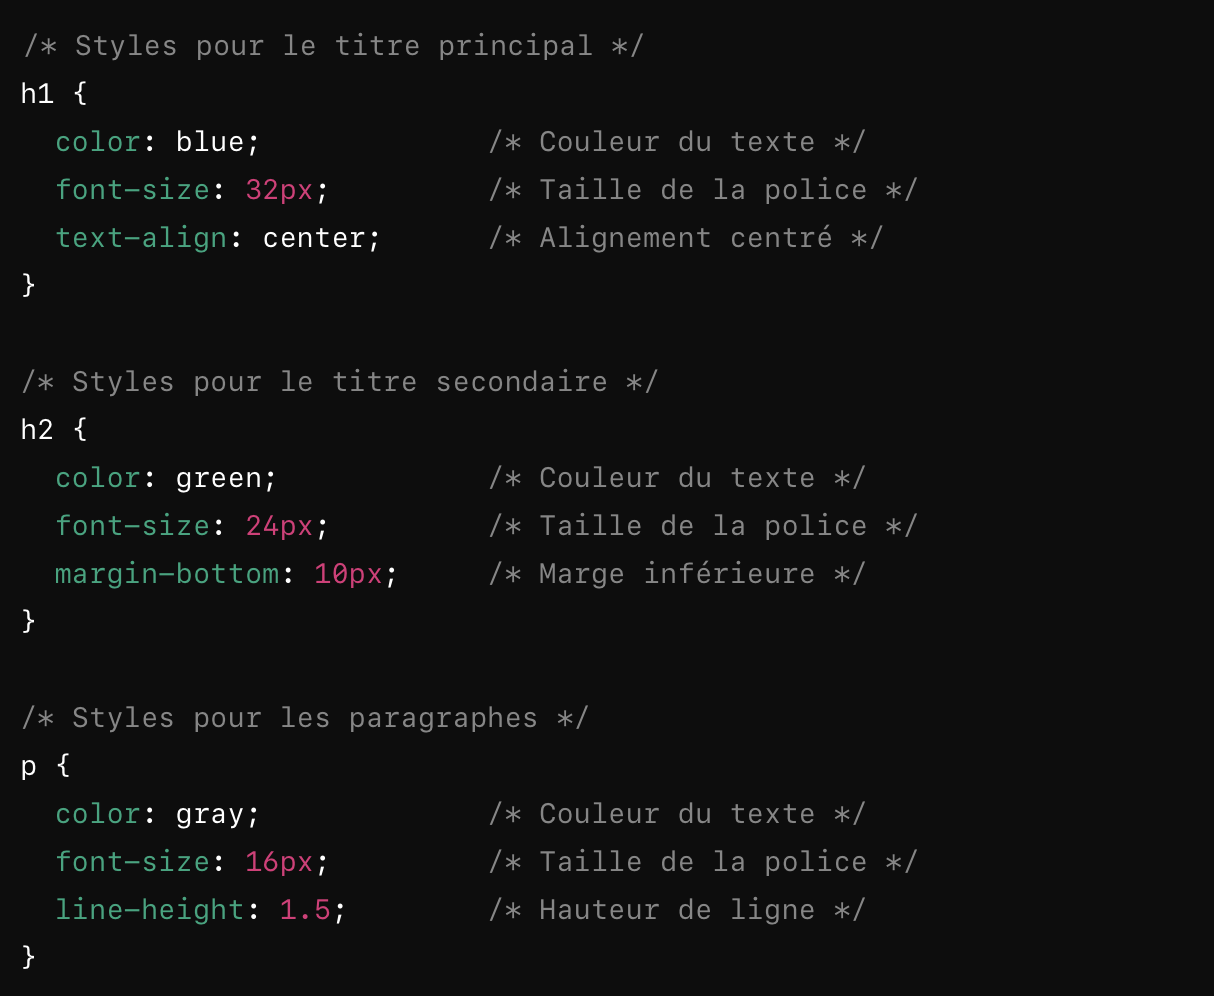 /* Styles pour le titre principal */
h1 {
  color: blue;             /* Couleur du texte */
  font-size: 32px;         /* Taille de la police */
  text-align: center;      /* Alignement centré */
}

/* Styles pour le titre secondaire */
h2 {
  color: green;            /* Couleur du texte */
  font-size: 24px;         /* Taille de la police */
  margin-bottom: 10px;     /* Marge inférieure */
}

/* Styles pour les paragraphes */
p {
  color: gray;             /* Couleur du texte */
  font-size: 16px;         /* Taille de la police */
  line-height: 1.5;        /* Hauteur de ligne */
}